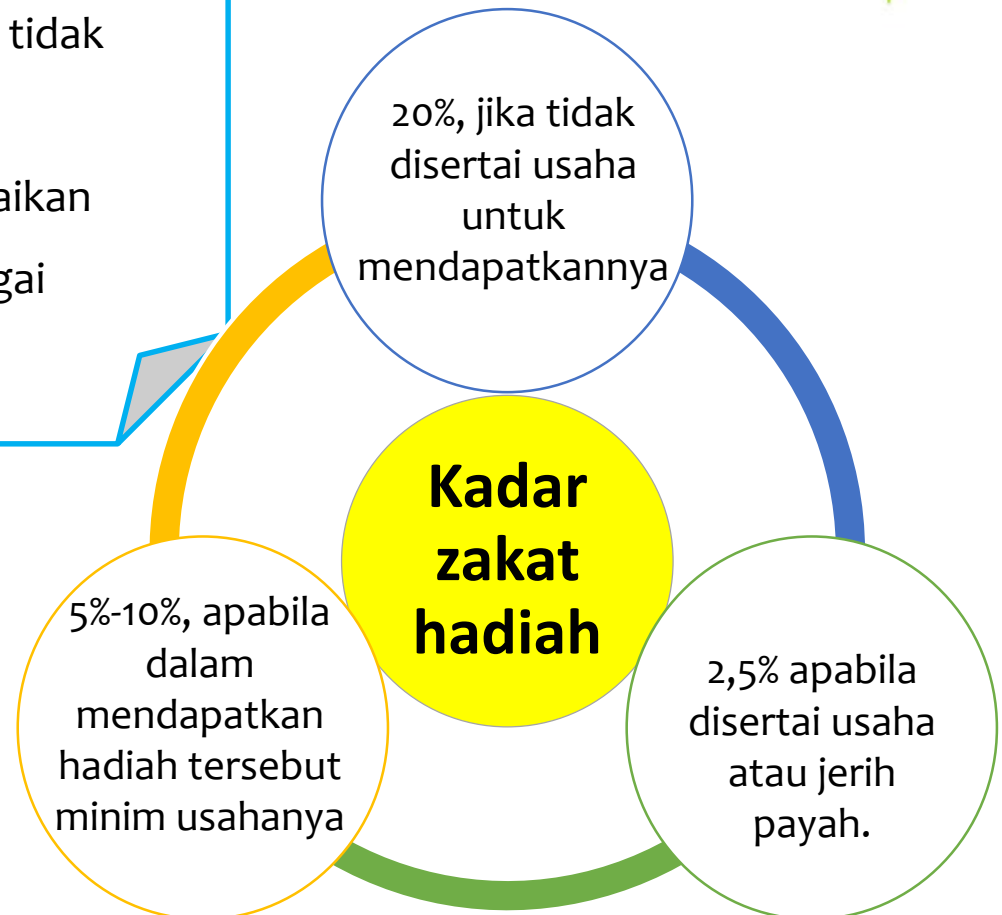 tidak
aikan
gai
20%, jika tidak
disertai usaha
untuk
mendapatkannya
Kadar
zakat
hadiah
5%-10%, apabila
dalam
mendapatkan
hadiah tersebut
minim usahanya
2,5% apabila
disertai usaha
atau jerih
payah.